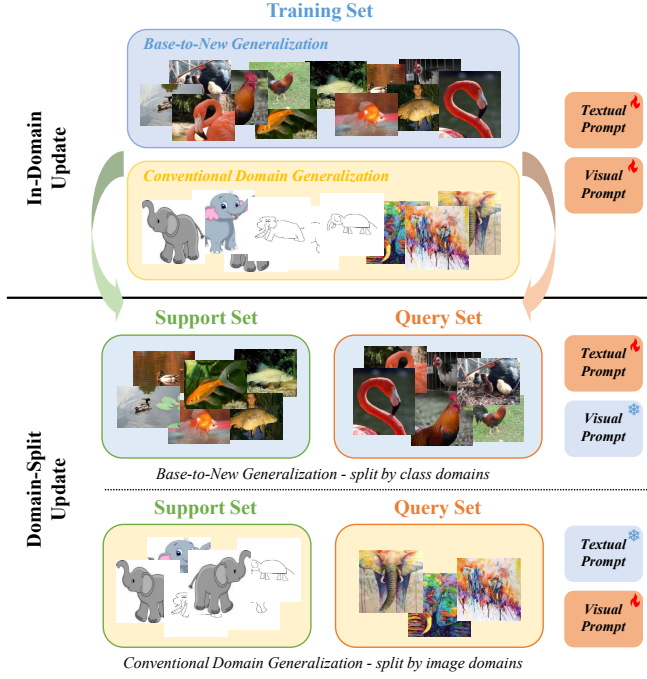 Training Set
Base-to-New Generalization
Conventional Domain Generalization
In-Domain
Update
Textual
Prompt
Visual
Prompt
Support Set
Query Set
Base-to-New Generalization - split by class domains
Textual
Prompt
Visual
Prompt
Domain-Split
Update
Support Set
Query Set
Conventional Domain Generalization - split by image domains
Textual
Prompt
Visual
Prompt